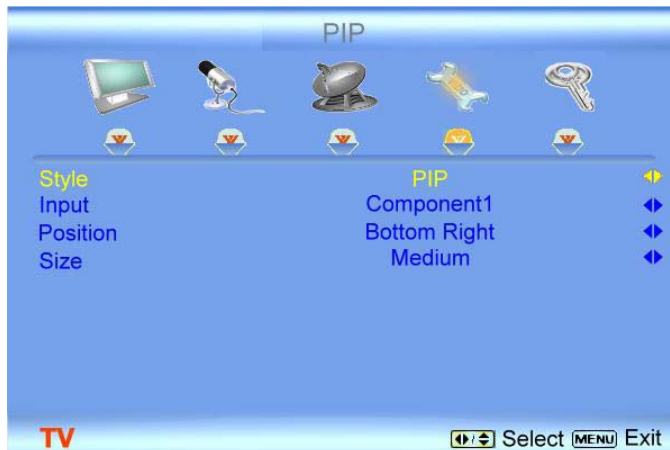 PIP
Style PIP
Input Component1
Position Bottom Right
Size Medium
TV Select MENU Exit